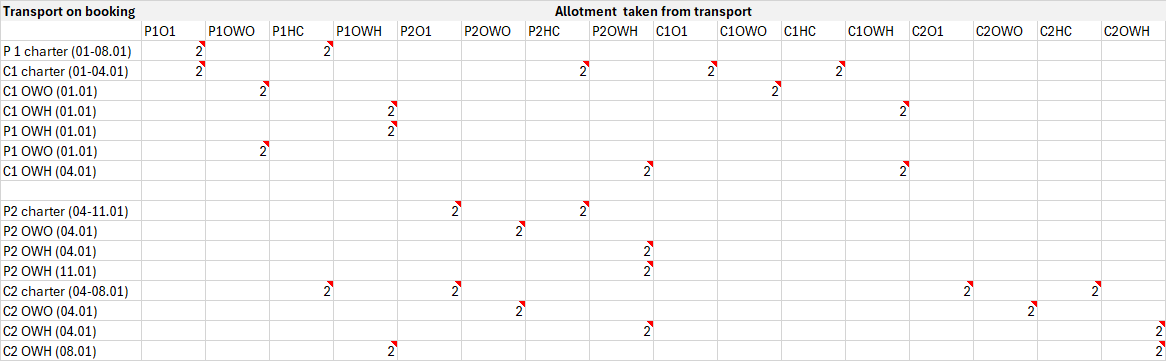 Transport on booking Allotment taken from transport
P1O1 P1OWO P1HC P1OWH P2O1 P2OWO P2HC P2OWH C1O1 C1OWO C1HC C1OWH C2O1 C2OWO C2HC C2OWH
P 1 charter (01-08.01) 2 2
C1 charter (01-04.01) 2 2 2 2
C1 OWO (01.01) 2 2
C1 OWH (01.01) 2 2
P1 OWH (01.01) 2
P1 OWO (01.01) 2
C1 OWH (04.01) 2 2
P2 charter (04-11.01) 2 2
P2 OWO (04.01) 2
P2 OWH (04.01) 2
P2 OWH (11.01) 2
C2 charter (04-08.01) 2 2 2 2
C2 OWO (04.01) 2 2
C2 OWH (04.01) 2 2
C2 OWH (08.01) 2 2